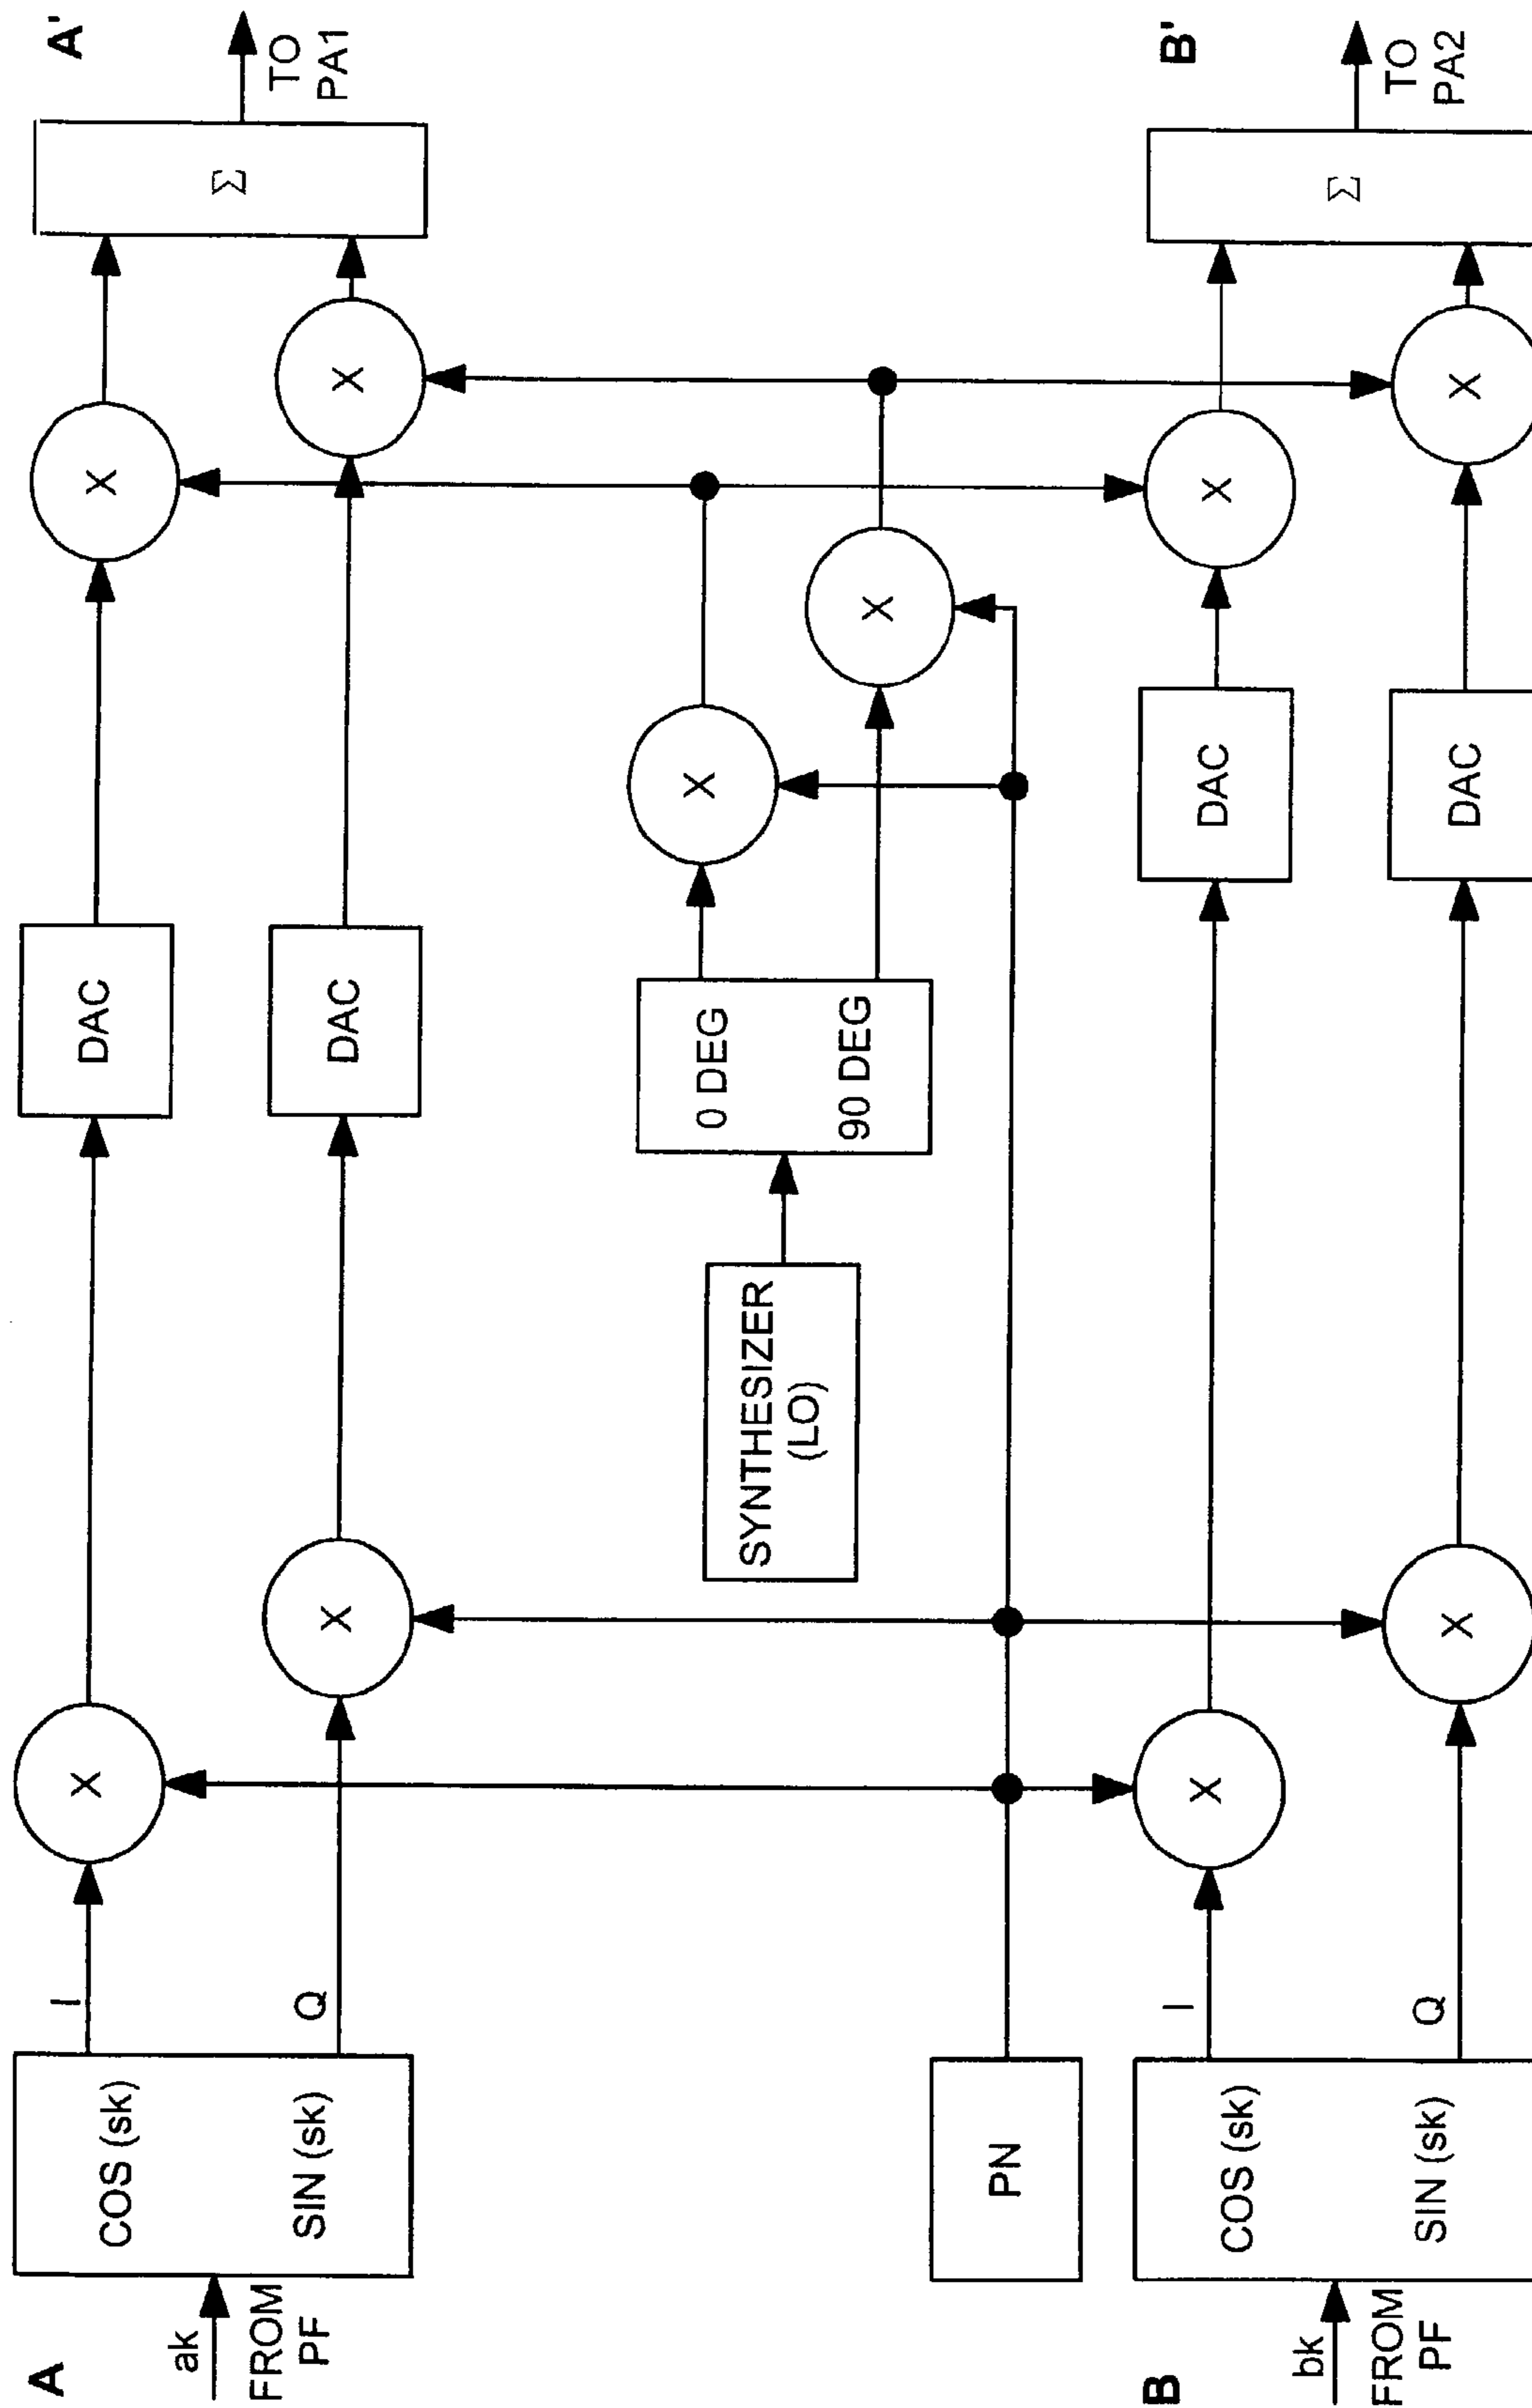 A
ak
FROM
PF
COS (sk)
SIN (sk)
I
Q
X
X
DAC
DAC
X
X
Σ
A'
TO
PA1
PN
SYNTHESIZER
(LO)
0 DEG
90 DEG
X
X
B
bk
FROM
PF
COS (sk)
SIN (sk)
I
Q
X
X
DAC
DAC
X
X
Σ
B'
TO
PA2